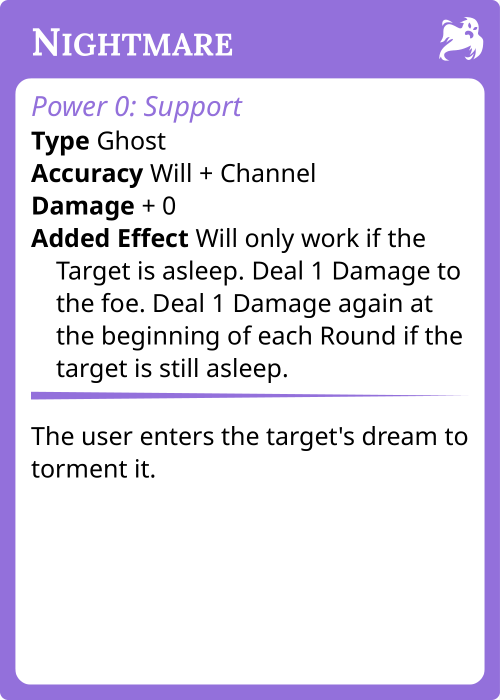 Nightmare
Power 0: Support
Type Ghost
Accuracy Will + Channel
Damage + 0
Added Effect Will only work if the
Target is asleep. Deal 1 Damage to
the foe. Deal 1 Damage again at
the beginning of each Round if the
target is still asleep.
The user enters the target's dream to
torment it.